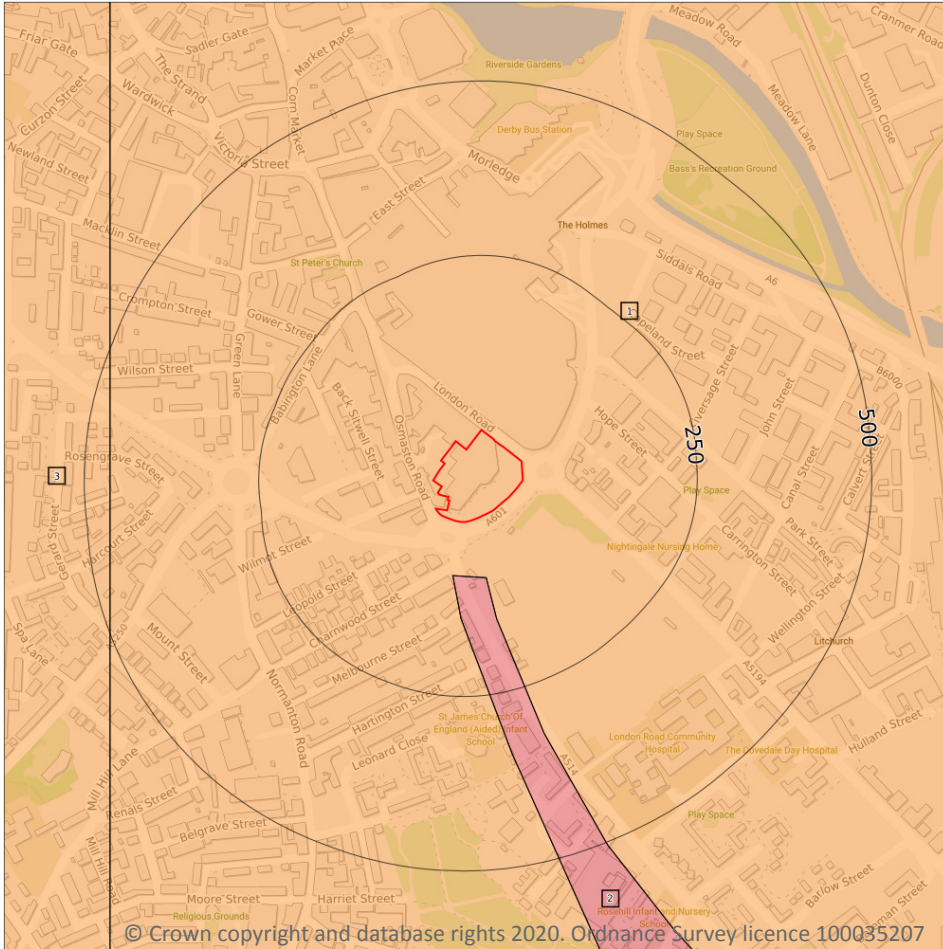 Friar Gate
Sadler Gate
Market Place
Meadow Road
Cranmer Road
The Strand
Riverside Gardens
Curzon Street
Wardwick
Corn Market
Meadow Lane
Dunton Close
Derby Bus Station
Play Space
Victoria Street
Newland Street
Morledge
Bass's Recreation Ground
East Street
Macklin Street
The Holmes
St Peter's Church
Siddals Road
A6
Crompton Street
1
Gower Street
Copeland Street
Green Lane
Wilson Street
Babington Lane
Riversage Street
B6000
London Road
John Street
Back Sitwell Street
Hope Street
Osmaston Road
250
500
Rosengrave Street
3
Calvert Street
Canal Street
Play Space
Gerard Street
Harcourt Street
A601
Park Street
Carrington Street
Wilmot Street
Nightingale Nursing Home
Leopold Street
Charnwood Street
Wellington Street
Spa Lane
A5250
Mount Street
Litchurch
Melbourne Street
A5194
Normanton Road
Hartington Street
St James Church Of
England (Aided) Infant
School
Hulland Street
London Road Community
Hospital
The Dovedale Day Hospital
Leonard Close
A514
Mill Hill Lane
Renals Street
Play Space
Belgrave Street
Mill Hill Road
Barlow Street
Moore Street
Harriet Street
2
Religious Grounds
Rosehill Infant and Nursery
School
© Crown copyright and database rights 2020. Ordnance Survey licence 100035207